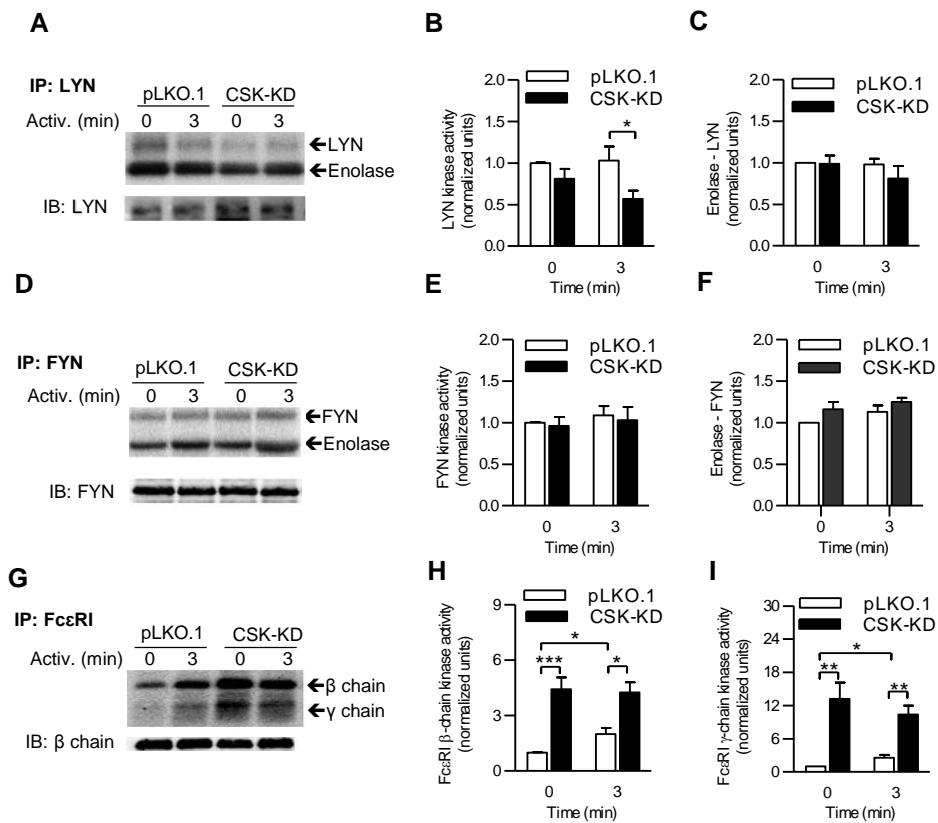 A
IP: LYN
pLKO.1 CSK-KD
Activ. (min) 0 3 0 3
LYN
Enolase
IB: LYN
B
pLKO.1
CSK-KD
LYN kinase activity
(normalized units)
2.0
1.5
1.0
0.5
0.0
*
0 3
Time (min)
C
pLKO.1
CSK-KD
Enolase - LYN
(normalized units)
2.0
1.5
1.0
0.5
0.0
0 3
Time (min)
D
IP: FYN
pLKO.1 CSK-KD
Activ. (min) 0 3 0 3
FYN
Enolase
IB: FYN
E
pLKO.1
CSK-KD
FYN kinase activity
(normalized units)
2.0
1.5
1.0
0.5
0.0
0 3
Time (min)
F
pLKO.1
CSK-KD
Enolase - FYN
(normalized units)
2.0
1.5
1.0
0.5
0.0
0 3
Time (min)
G
IP: FcεRI
pLKO.1 CSK-KD
Activ. (min) 0 3 0 3
β chain
γ chain
IB: β chain
H
pLKO.1
CSK-KD
FcεRI β-chain kinase activity
(normalized units)
9
6
3
0
*
*** *
0 3
Time (min)
I
pLKO.1
CSK-KD
FcεRI γ-chain kinase activity
(normalized units)
30
24
18
12
6
0
*
** **
0 3
Time (min)